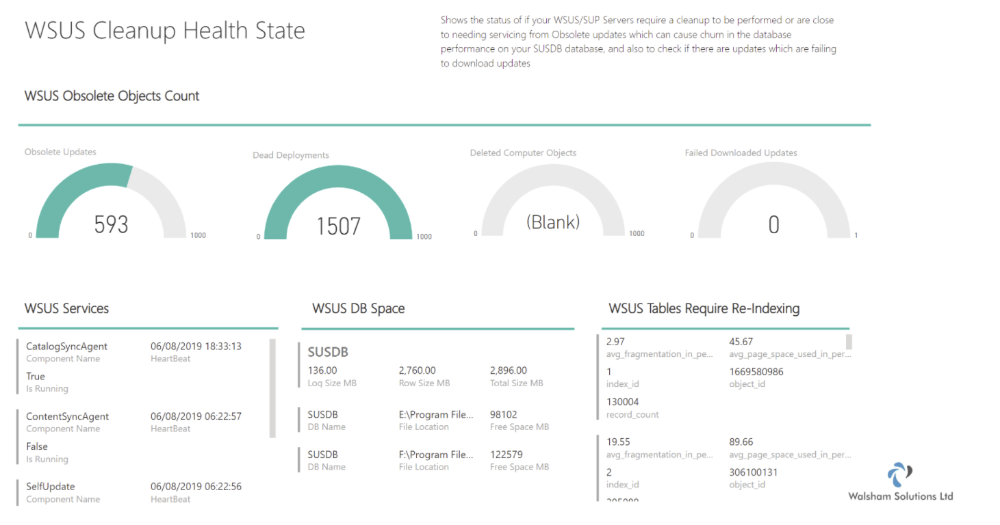 WSUS Cleanup Health State
Shows the status of if your WSUS/SUP Servers require a cleanup to be performed or are close
to needing servicing from Obsolete updates which can cause churn in the database
performance on your SUSDB database, and also to check if there are updates which are failing
to download updates
WSUS Obsolete Objects Count
Obsolete Updates
593
0
1000
Dead Deployments
1507
0
1000
Deleted Computer Objects
(Blank)
0
1000
Failed Downloaded Updates
0
0
1
WSUS Services
CatalogSyncAgent 06/08/2019 18:33:13
Component Name HeartBeat
True
Is Running
ContentSyncAgent 06/08/2019 06:22:57
Component Name HeartBeat
False
Is Running
SelfUpdate 06/08/2019 06:22:56
Component Name HeartBeat
WSUS DB Space
SUSDB
136.00 2,760.00 2,896.00
Log Size MB Row Size MB Total Size MB
SUSDB E:\Program File... 98102
DB Name File Location Free Space MB
SUSDB F:\Program File... 122579
DB Name File Location Free Space MB
WSUS Tables Require Re-Indexing
2.97 45.67
avg_fragmentation_in_pe... avg_page_space_used_in_per...
1 1669580986
index_id object_id
130004
record_count
19.55 89.66
avg_fragmentation_in_pe... avg_page_space_used_in_per...
2 306100131
index_id object_id
Walsham Solutions Ltd